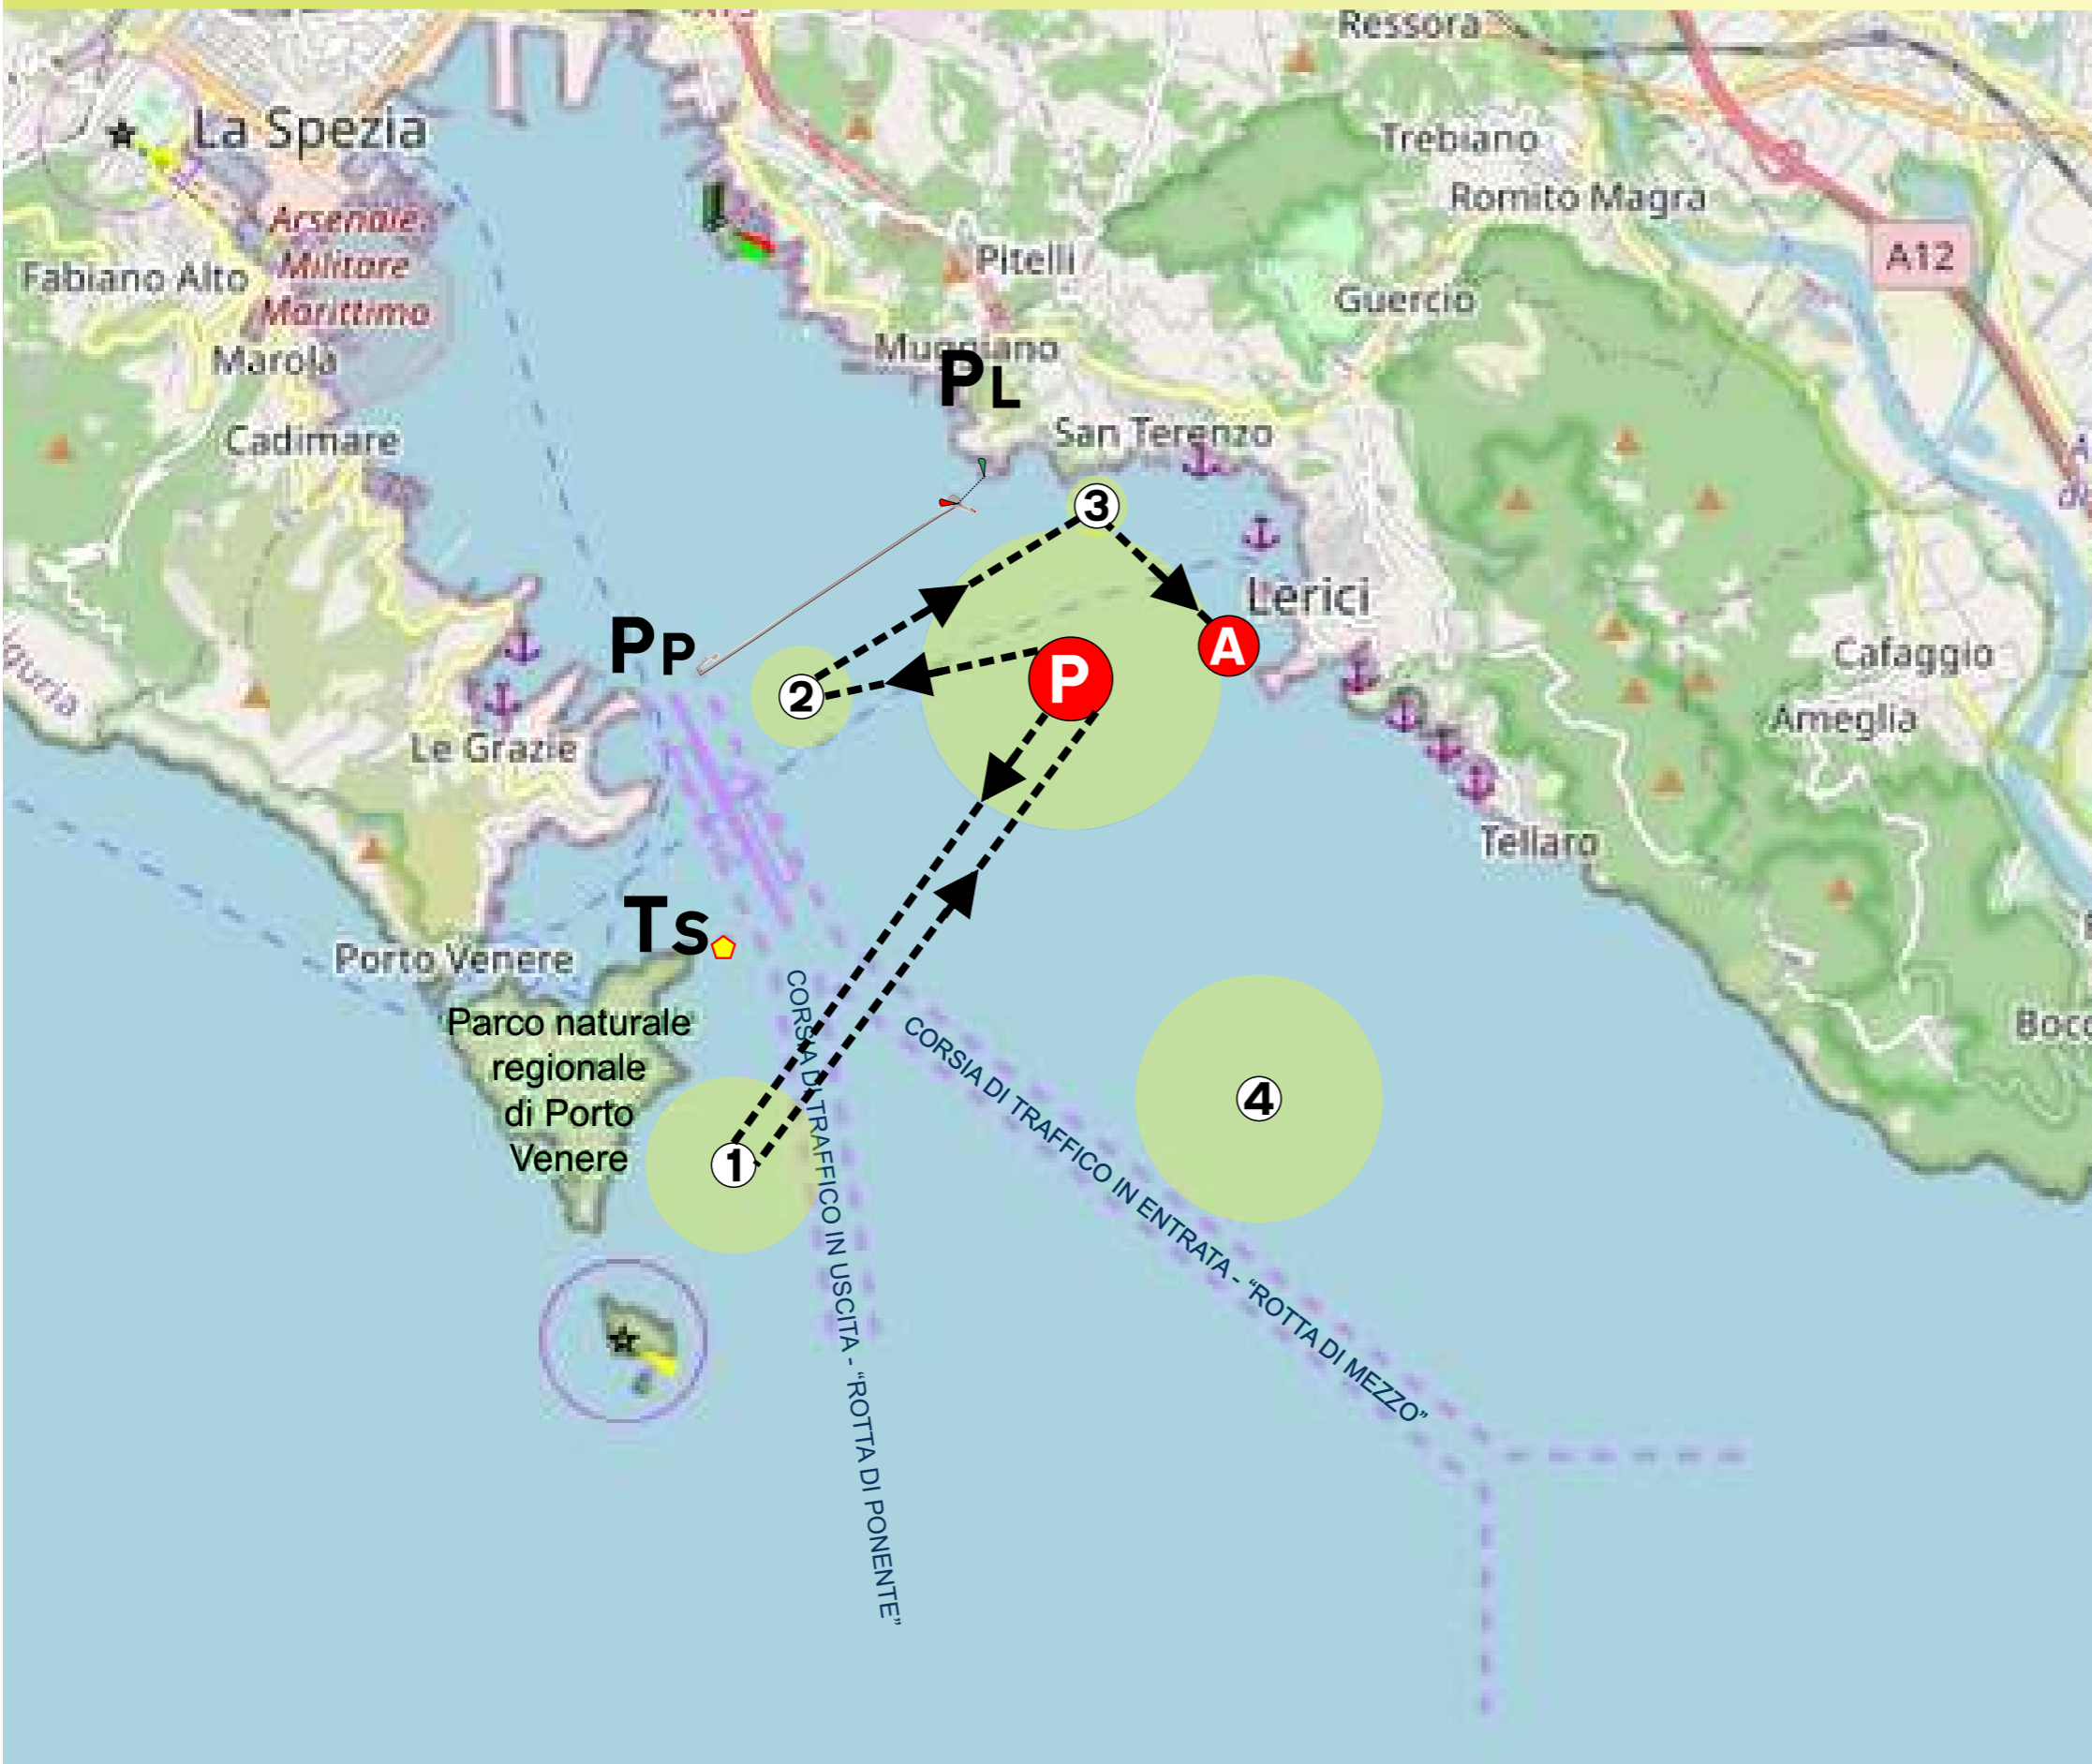 Ressora
La Spezia
Trebiano
Romito Magra
Arsenale
Militare
Marittimo
Fabiano Alto
Pitelli
A12
Guercio
Marola
Muggiano
PL
San Terenzo
Cadimare
3
Lerici
PP
A
P
2
Cafaggio
Ameglia
Le Grazie
Tellaro
TS
Porto Venere
Parco naturale
regionale
di Porto
Venere
1
4
CORSIA DI TRAFFICO IN USCITA - “ROTTA DI PONENTE”
CORSIA DI TRAFFICO IN ENTRATA - “ROTTA DI MEZZO”